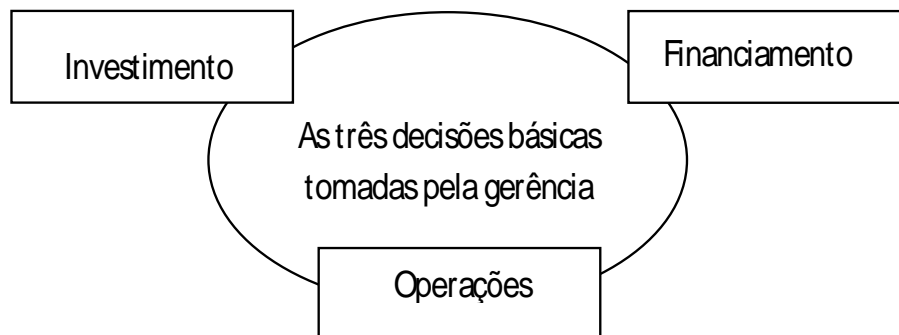 Investimento
Financiamento
As três decisões básicas
tomadas pela gerência
Operações